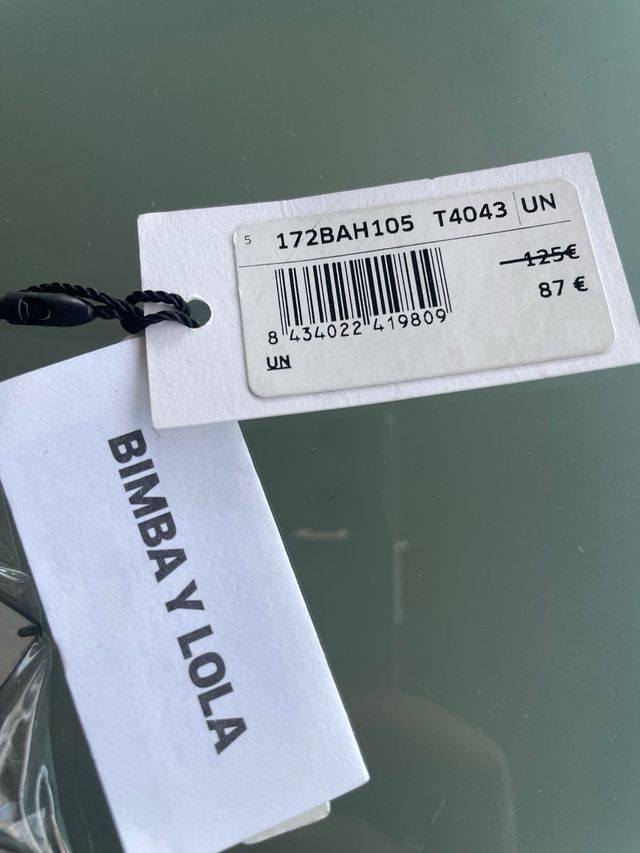 5 172BAH105 T4043 UN
125€
87 €
8 434022 419809
UN
BIMBA Y LOLA